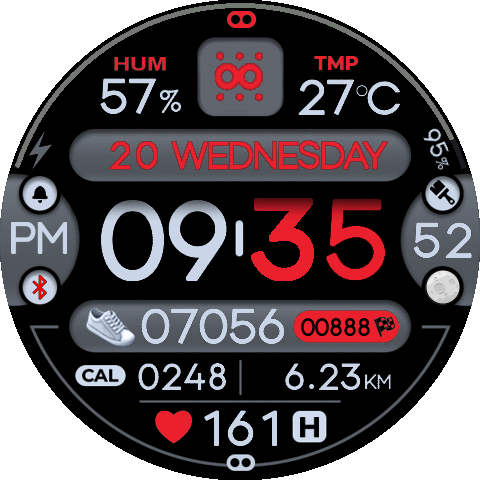 HUM TMP
57% 27°C
20 WEDNESDAY
95%
PM 09:35 52
07056 00888
CAL 0248 6.23KM
161 H